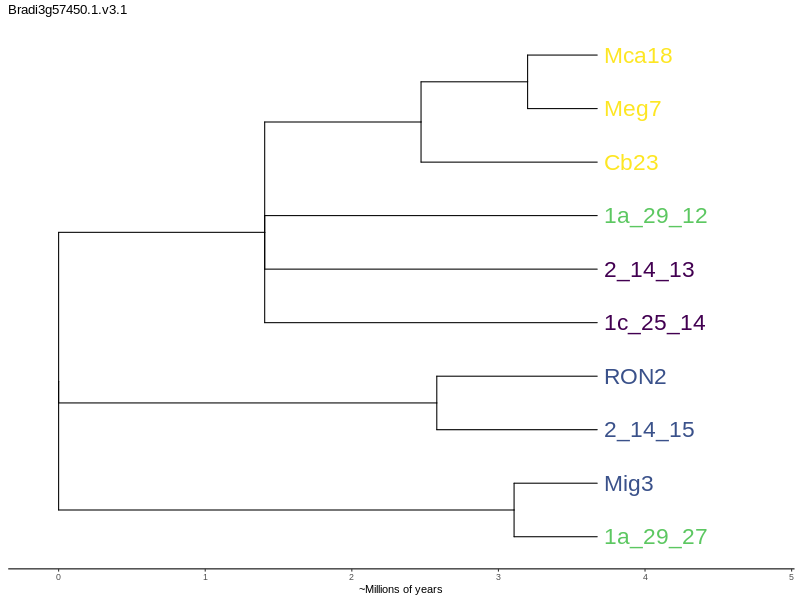 Bradi3g57450.1.v3.1
Mca18
Meg7
Cb23
1a_29_12
2_14_13
1c_25_14
RON2
2_14_15
Mig3
1a_29_27
0 1 2 3 4 5
~Millions of years